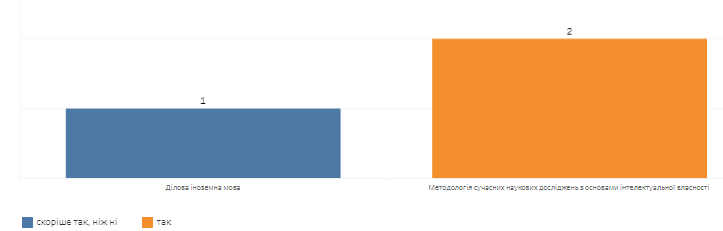 2
1
Ділова іноземна мова
Методологія сучасних наукових досліджень з основами інтелектуальної власності
скоріше так, ніж ні
так